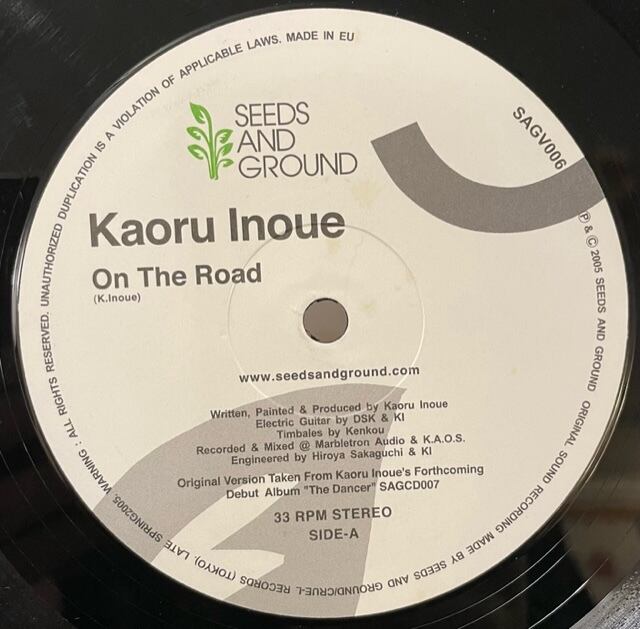 SEEDS
AND
GROUND
SAGV006
Kaoru Inoue
On The Road
(K.Inoue)
www.seedsandground.com
Written, Painted & Produced by Kaoru Inoue
Electric Guitar by DSK & KI
Timbales by Kenkou
Recorded & Mixed @ Marbletron Audio & K.A.O.S.
Engineered by Hiroya Sakaguchi & KI
Original Version Taken From Kaoru Inoue's Forthcoming
Debut Album "The Dancer" SAGCD007
33 RPM STEREO
SIDE-A
Ⓟ & © 2005 SEEDS AND GROUND ORIGINAL SOUND RECORDING MADE BY SEEDS AND GROUND/CRUE-L RECORDS (TOKYO), LATE SPRING2005. WARNING : ALL RIGHTS RESERVED. UNAUTHORIZED DUPLICATION IS A VIOLATION OF APPLICABLE LAWS. MADE IN EU